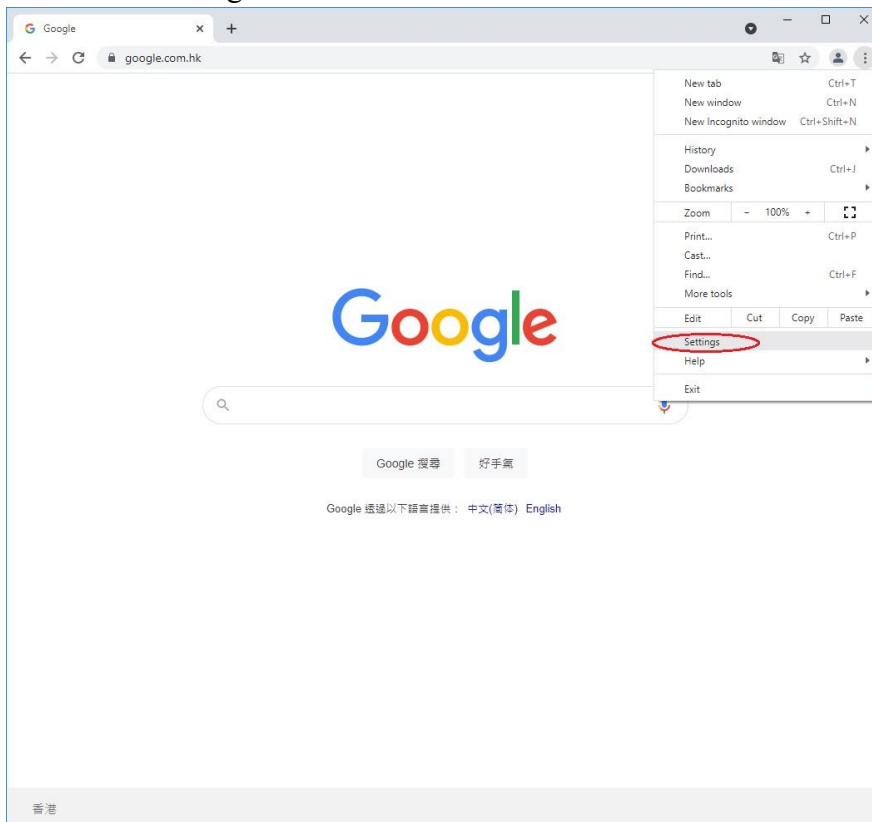 Google
google.com.hk
New tab Ctrl+T
New window Ctrl+N
New Incognito window Ctrl+Shift+N
History
Downloads Ctrl+J
Bookmarks
Zoom - 100% +
Print... Ctrl+P
Cast...
Find... Ctrl+F
More tools
Edit Cut Copy Paste
Settings
Help
Exit
Google
Google 搜尋 好手氣
Google 透過以下語言提供： 中文(简体) English
香港